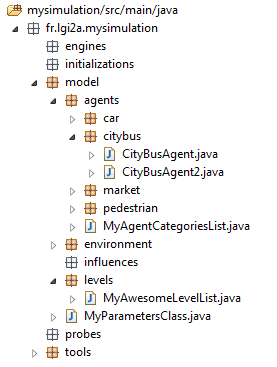 mysimulation/src/main/java
fr.lgi2a.mysimulation
engines
initializations
model
agents
car
citybus
CityBusAgent.java
CityBusAgent2.java
market
pedestrian
MyAgentCategoriesList.java
environment
influences
levels
MyAwesomeLevelList.java
MyParametersClass.java
probes
tools